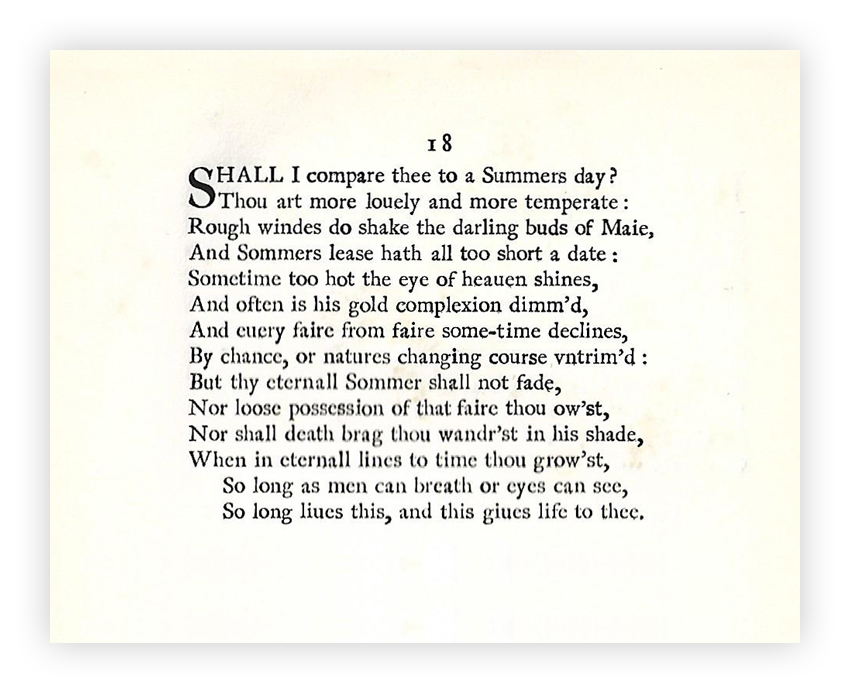 18
SHALL I compare thee to a Summers day?
Thou art more louely and more temperate :
Rough windes do shake the darling buds of Maie,
And Sommers lease hath all too short a date :
Sometime too hot the eye of heauen shines,
And often is his gold complexion dimm'd,
And euery faire from faire some-time declines,
By chance, or natures changing course vntrim'd :
But thy eternall Sommer shall not fade,
Nor loose possession of that faire thou ow'st,
Nor shall death brag thou wandr'st in his shade,
When in eternall lines to time thou grow'st,
So long as men can breath or eyes can see,
So long liues this, and this giues life to thee.